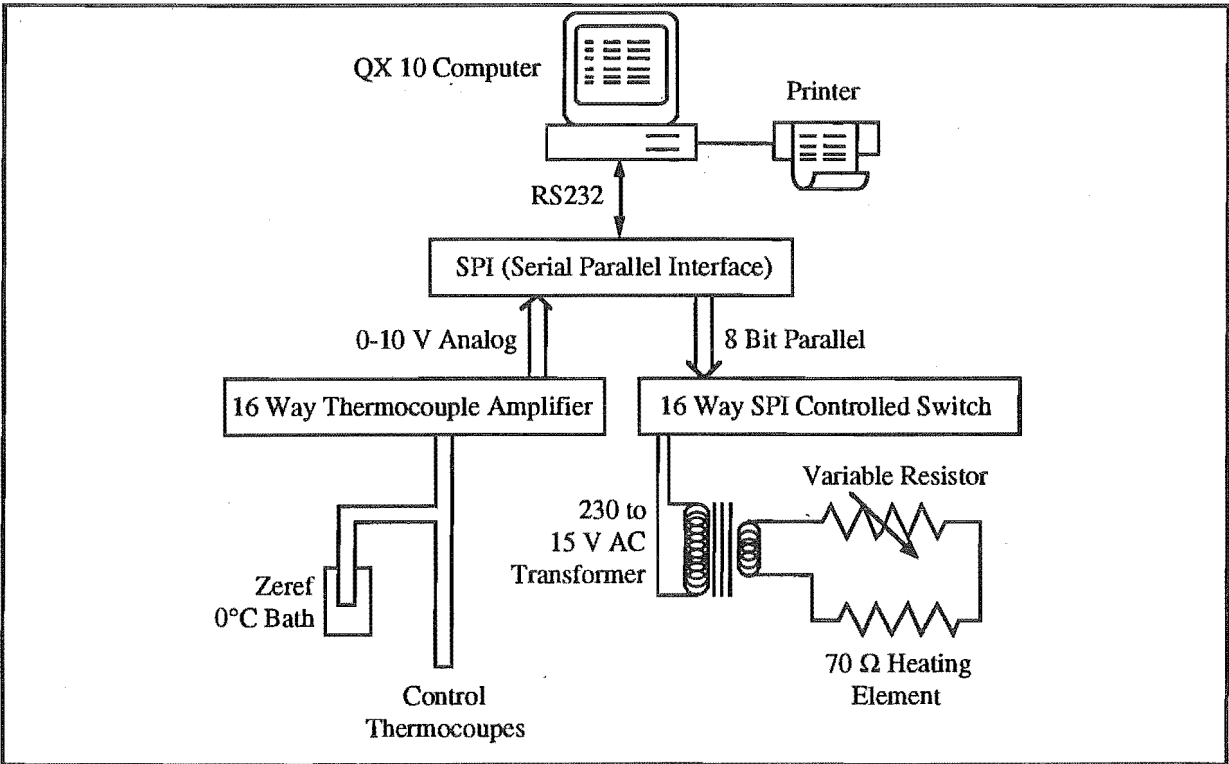 QX 10 Computer
Printer
RS232
SPI (Serial Parallel Interface)
0-10 V Analog
8 Bit Parallel
16 Way Thermocouple Amplifier
16 Way SPI Controlled Switch
Variable Resistor
230 to
15 V AC
Transformer
Zeref
0°C Bath
70 Ω Heating
Element
Control
Thermocoupes